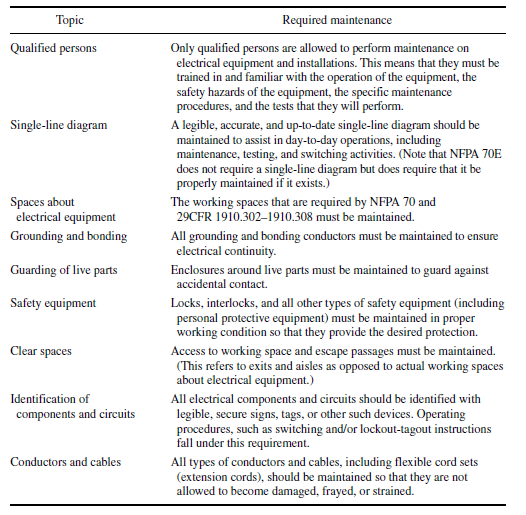 Topic Required maintenance
Qualified persons Only qualified persons are allowed to perform maintenance on
electrical equipment and installations. This means that they must be
trained in and familiar with the operation of the equipment, the
safety hazards of the equipment, the specific maintenance
procedures, and the tests that they will perform.
Single-line diagram A legible, accurate, and up-to-date single-line diagram should be
maintained to assist in day-to-day operations, including
maintenance, testing, and switching activities. (Note that NFPA 70E
does not require a single-line diagram but does require that it be
properly maintained if it exists.)
Spaces about The working spaces that are required by NFPA 70 and
electrical equipment 29CFR 1910.302–1910.308 must be maintained.
Grounding and bonding All grounding and bonding conductors must be maintained to ensure
electrical continuity.
Guarding of live parts Enclosures around live parts must be maintained to guard against
accidental contact.
Safety equipment Locks, interlocks, and all other types of safety equipment (including
personal protective equipment) must be maintained in proper
working condition so that they provide the desired protection.
Clear spaces Access to working space and escape passages must be maintained.
(This refers to exits and aisles as opposed to actual working spaces
about electrical equipment.)
Identification of All electrical components and circuits should be identified with
components and circuits legible, secure signs, tags, or other such devices. Operating
procedures, such as switching and/or lockout-tagout instructions
fall under this requirement.
Conductors and cables All types of conductors and cables, including flexible cord sets
(extension cords), should be maintained so that they are not
allowed to become damaged, frayed, or strained.